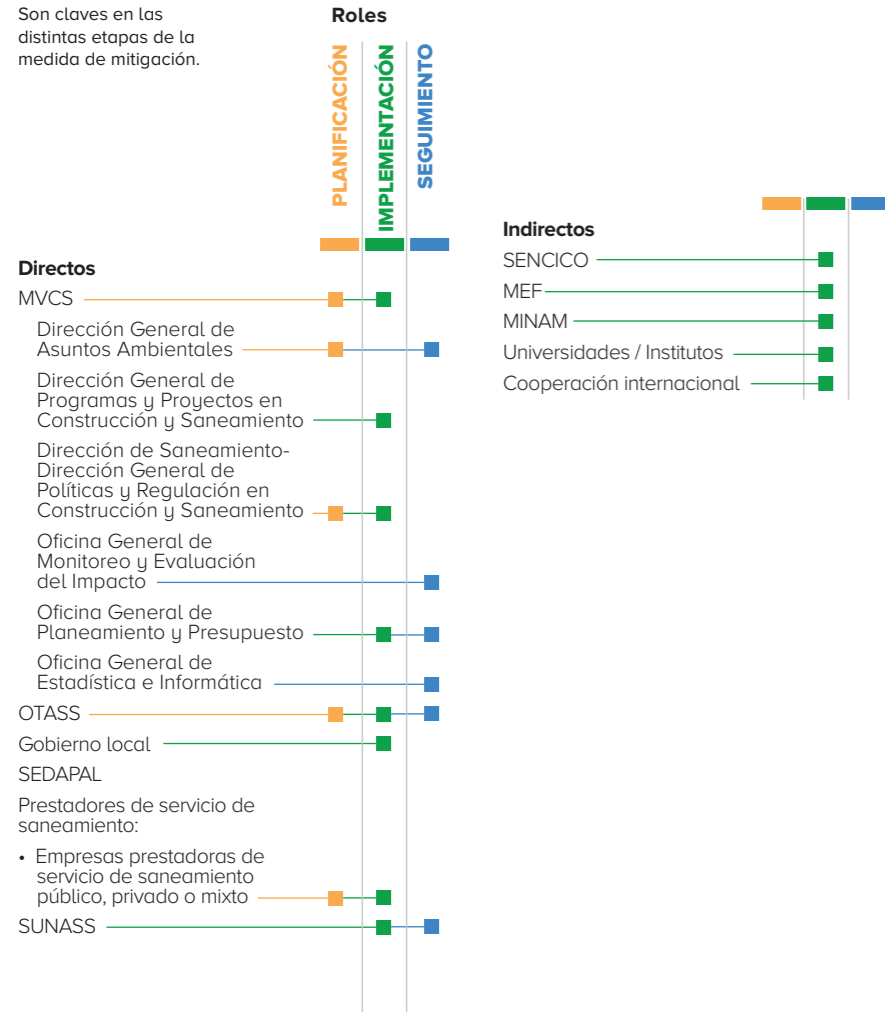 Son claves en las
distintas etapas de la
medida de mitigación.
Roles
PLANIFICACIÓN
IMPLEMENTACIÓN
SEGUIMIENTO
Directos
MVCS
Dirección General de
Asuntos Ambientales
Dirección General de
Programas y Proyectos en
Construcción y Saneamiento
Dirección de Saneamiento-
Dirección General de
Políticas y Regulación en
Construcción y Saneamiento
Oficina General de
Monitoreo y Evaluación
del Impacto
Oficina General de
Planeamiento y Presupuesto
Oficina General de
Estadística e Informática
OTASS
Gobierno local
SEDAPAL
Prestadores de servicio de
saneamiento:
• Empresas prestadoras de
servicio de saneamiento
público, privado o mixto
SUNASS
Indirectos
SENCICO
MEF
MINAM
Universidades / Institutos
Cooperación internacional